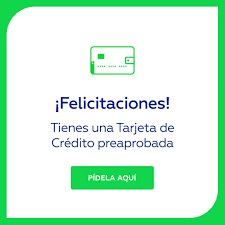 ¡Felicitaciones!
Tienes una Tarjeta de
Crédito preaprobada
PÍDELA AQUÍ